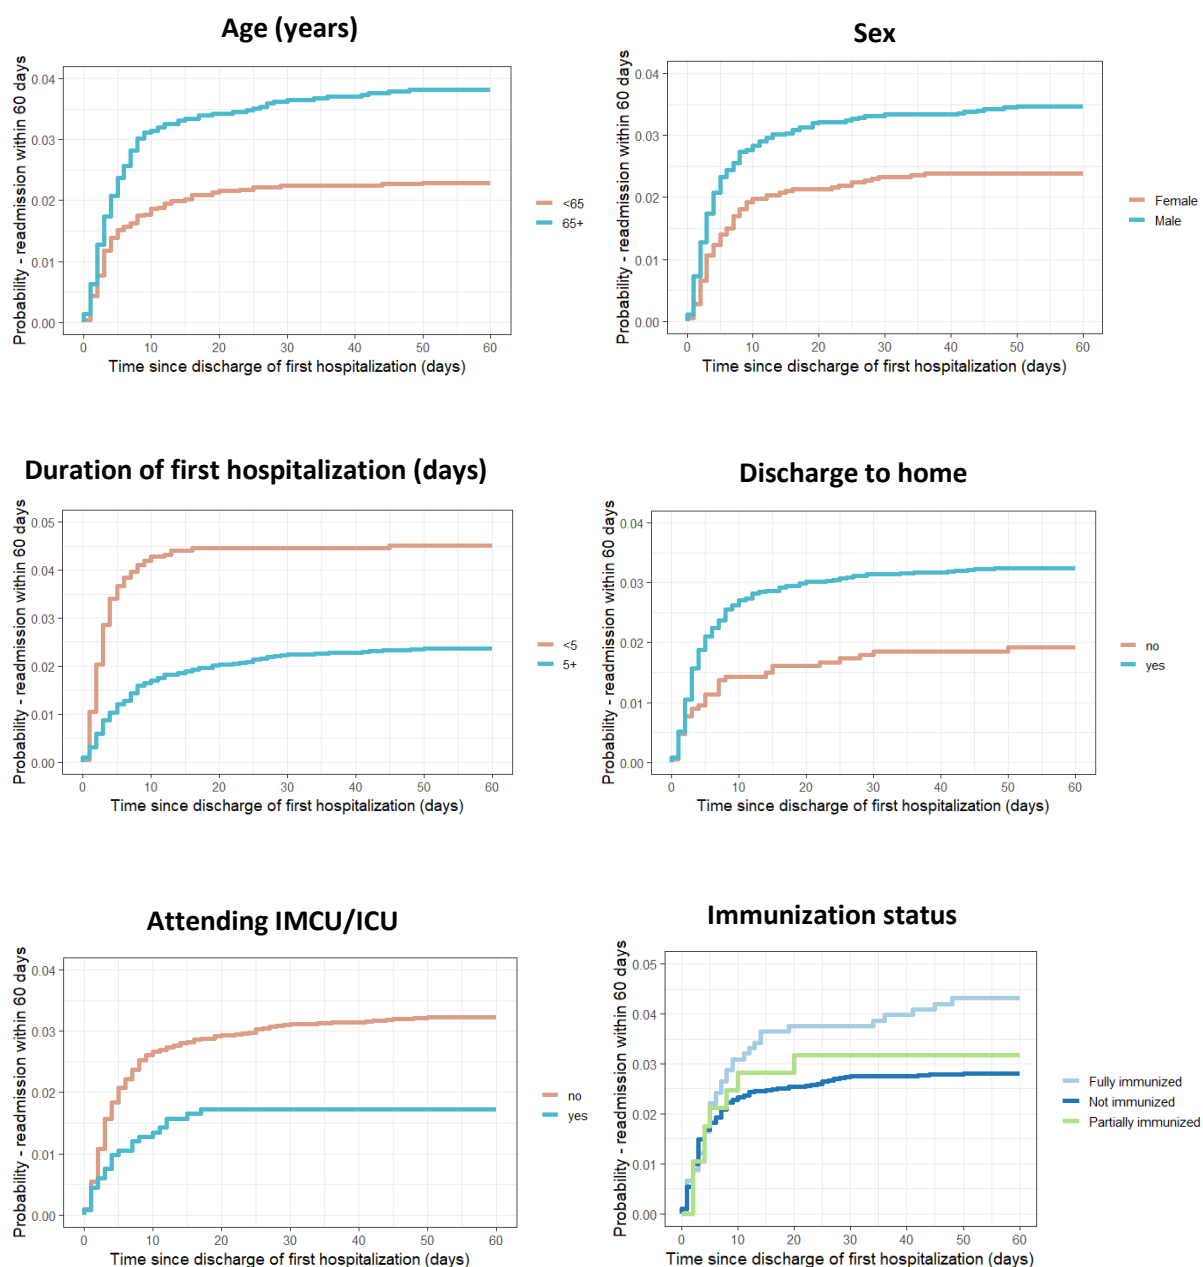 Age (years)
Probability - readmission within 60 days
0.04
0.03
0.02
0.01
0.00
0 10 20 30 40 50 60
Time since discharge of first hospitalization (days)
<65
65+
Sex
Probability - readmission within 60 days
0.04
0.03
0.02
0.01
0.00
0 10 20 30 40 50 60
Time since discharge of first hospitalization (days)
Female
Male
Duration of first hospitalization (days)
Probability - readmission within 60 days
0.05
0.04
0.03
0.02
0.01
0.00
0 10 20 30 40 50 60
Time since discharge of first hospitalization (days)
<5
5+
Discharge to home
Probability - readmission within 60 days
0.04
0.03
0.02
0.01
0.00
0 10 20 30 40 50 60
Time since discharge of first hospitalization (days)
no
yes
Attending IMCU/ICU
Probability - readmission within 60 days
0.04
0.03
0.02
0.01
0.00
0 10 20 30 40 50 60
Time since discharge of first hospitalization (days)
no
yes
Immunization status
Probability - readmission within 60 days
0.05
0.04
0.03
0.02
0.01
0.00
0 10 20 30 40 50 60
Time since discharge of first hospitalization (days)
Fully immunized
Not immunized
Partially immunized